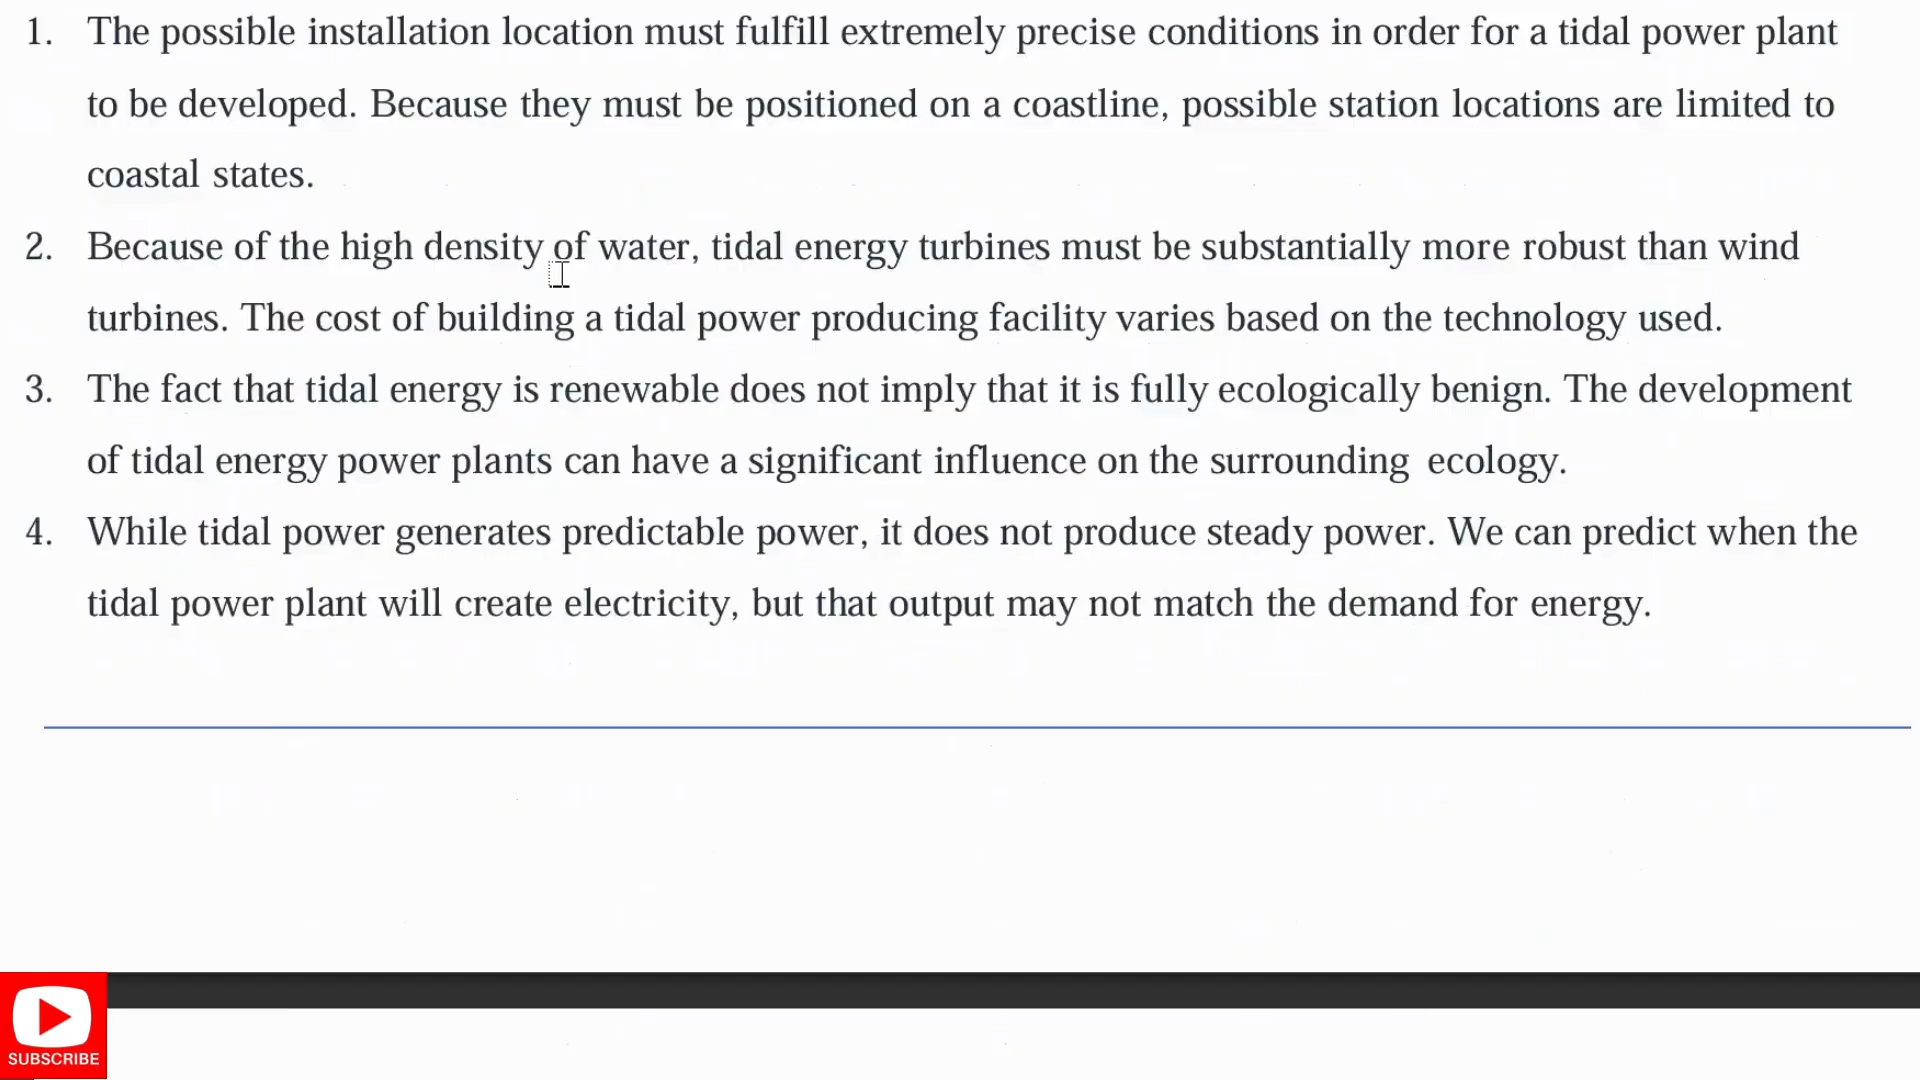 1. The possible installation location must fulfill extremely precise conditions in order for a tidal power plant
to be developed. Because they must be positioned on a coastline, possible station locations are limited to
coastal states.
2. Because of the high density of water, tidal energy turbines must be substantially more robust than wind
turbines. The cost of building a tidal power producing facility varies based on the technology used.
3. The fact that tidal energy is renewable does not imply that it is fully ecologically benign. The development
of tidal energy power plants can have a significant influence on the surrounding ecology.
4. While tidal power generates predictable power, it does not produce steady power. We can predict when the
tidal power plant will create electricity, but that output may not match the demand for energy.
SUBSCRIBE